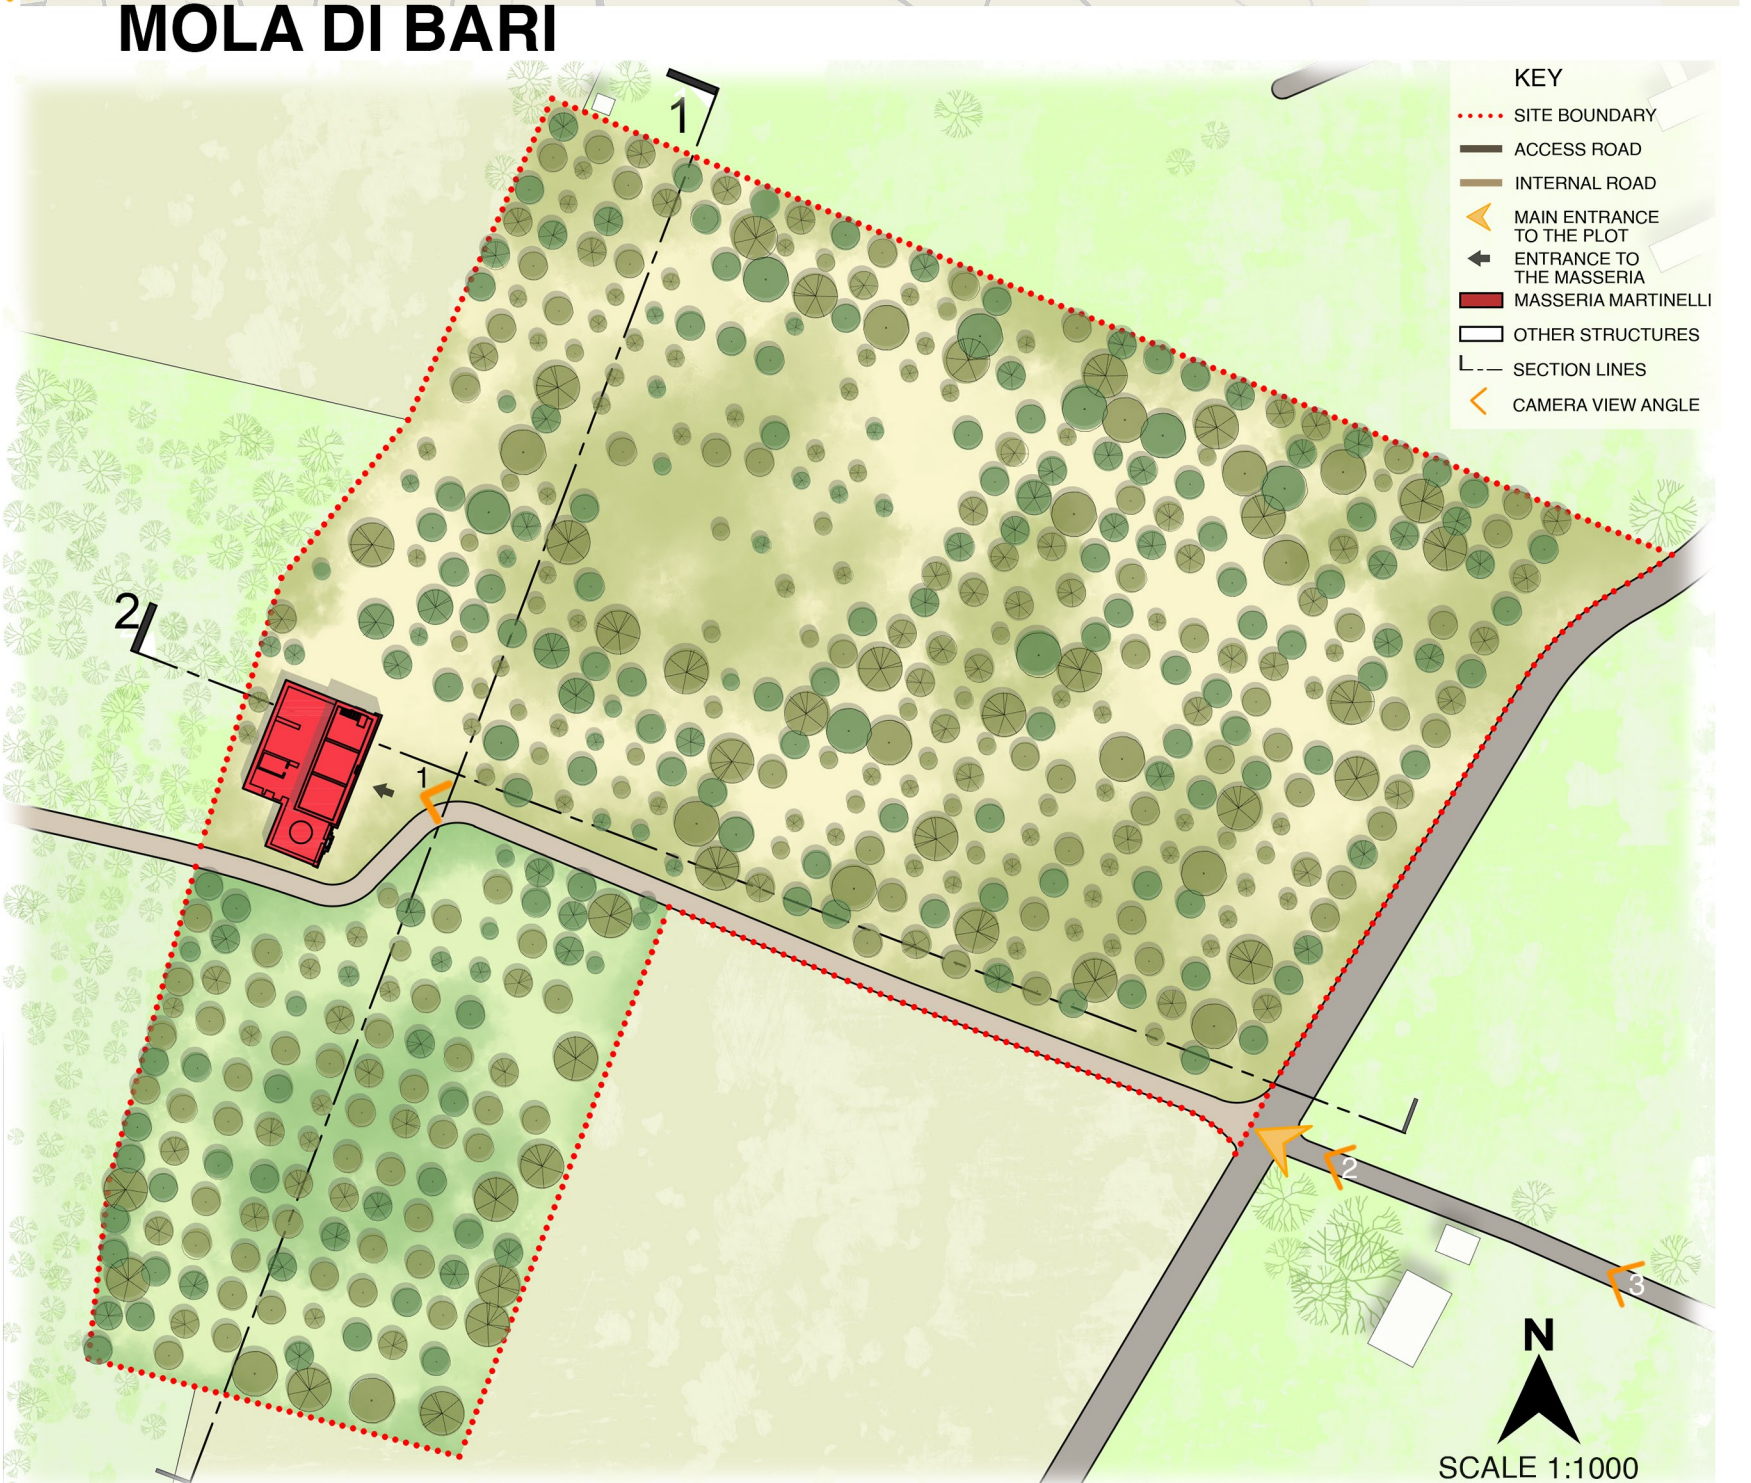 MOLA DI BARI
1
KEY
SITE BOUNDARY
ACCESS ROAD
INTERNAL ROAD
MAIN ENTRANCE
TO THE PLOT
ENTRANCE TO
THE MASSERIA
MASSERIA MARTINELLI
OTHER STRUCTURES
SECTION LINES
CAMERA VIEW ANGLE
2
1
2
3
N
SCALE 1:1000